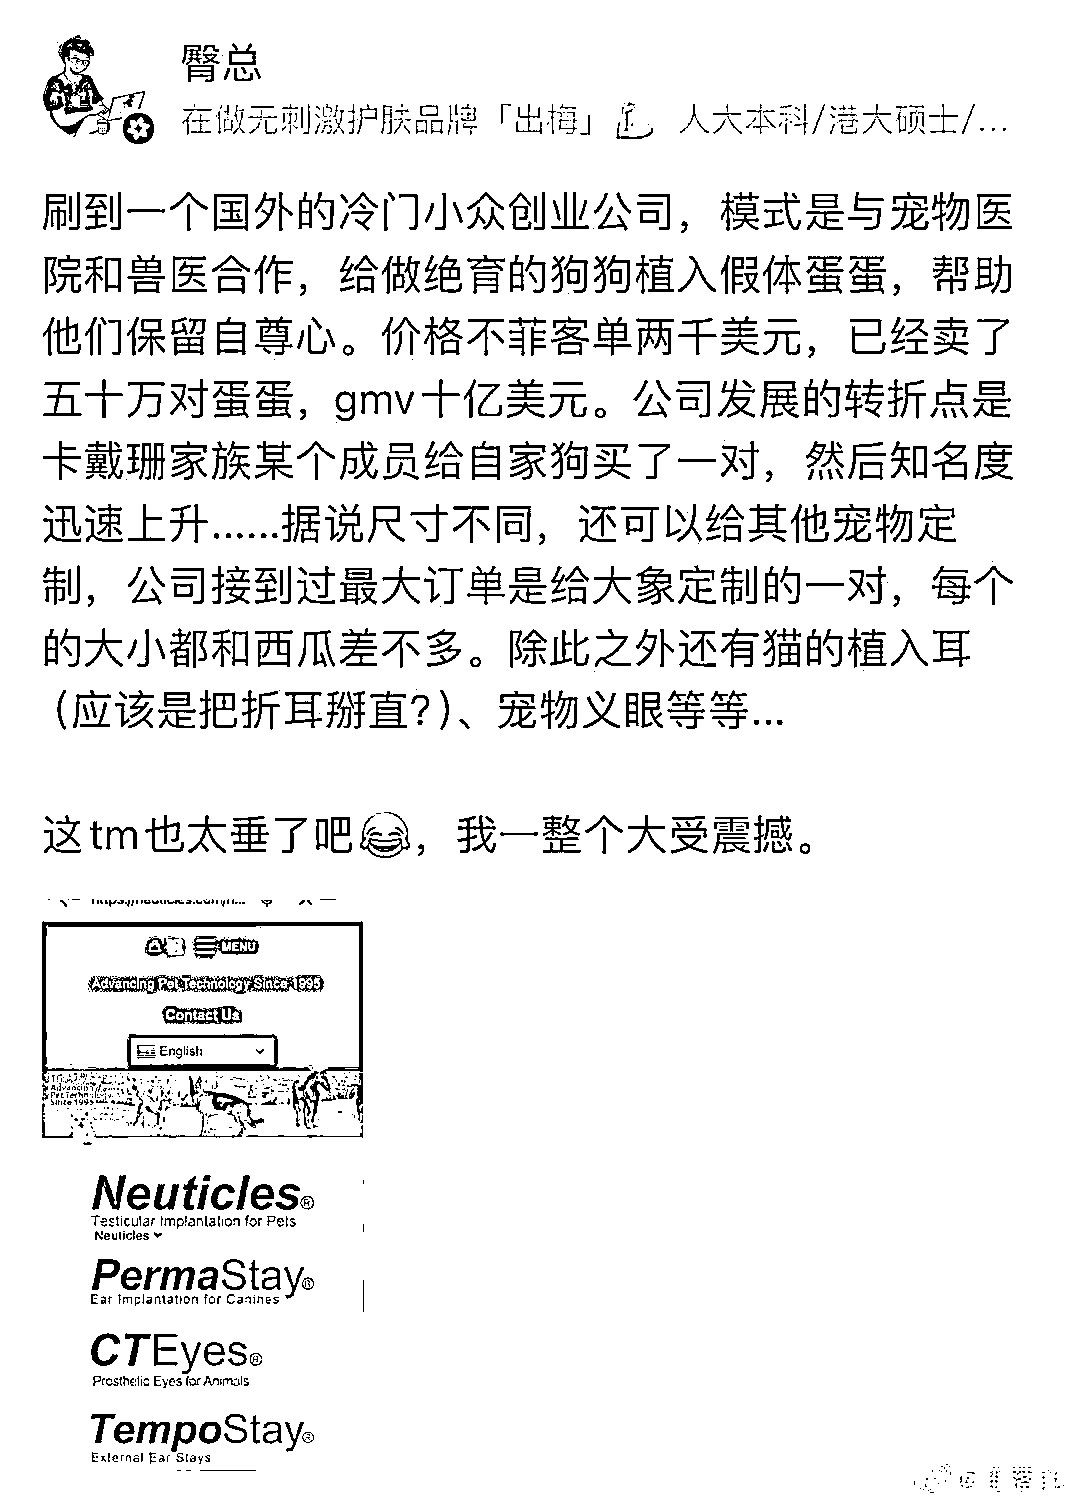 臀总
在做无刺激护肤品牌「出梅」 人大本科/港大硕士/...
刷到一个国外的冷门小众创业公司，模式是与宠物医
院和兽医合作，给做绝育的狗狗植入假体蛋蛋，帮助
他们保留自尊心。价格不菲客单两千美元，已经卖了
五十万对蛋蛋，gmv十亿美元。公司发展的转折点是
卡戴珊家族某个成员给自家狗买了一对，然后知名度
迅速上升......据说尺寸不同，还可以给其他宠物定
制，公司接到过最大订单是给大象定制的一对，每个
的大小都和西瓜差不多。除此之外还有猫的植入耳
（应该是把折耳掰直?）、宠物义眼等等...
这tm也太垂了吧😂，我一整个大受震撼。
MENU
Advancing Pet Technology Since 1995
Contact Us
English
Advancing
Pet Technology
Since 1995
Neuticles®
Testicular Implantation for Pets
Neuticles
PermaStay®
Ear Implantation for Canines
CTEyes®
Prosthetic Eyes for Animals
TempoStay®
External Ear Stays